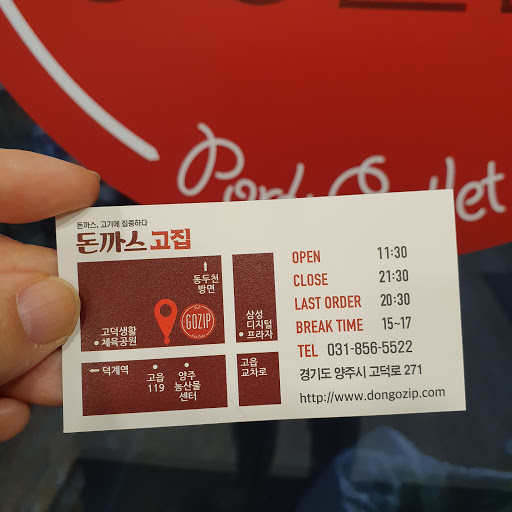 Pork Cutlet
돈까스, 고기에 집중하다
돈까스 고집
동두천
방면
GOZIP
고덕생활
체육공원
삼성
디지털
프라자
덕계역
고읍
119
양주
농산물
센터
고읍
교차로
OPEN 11:30
CLOSE 21:30
LAST ORDER 20:30
BREAK TIME 15~17
TEL 031-856-5522
경기도 양주시 고덕로 271
http://www.dongozip.com